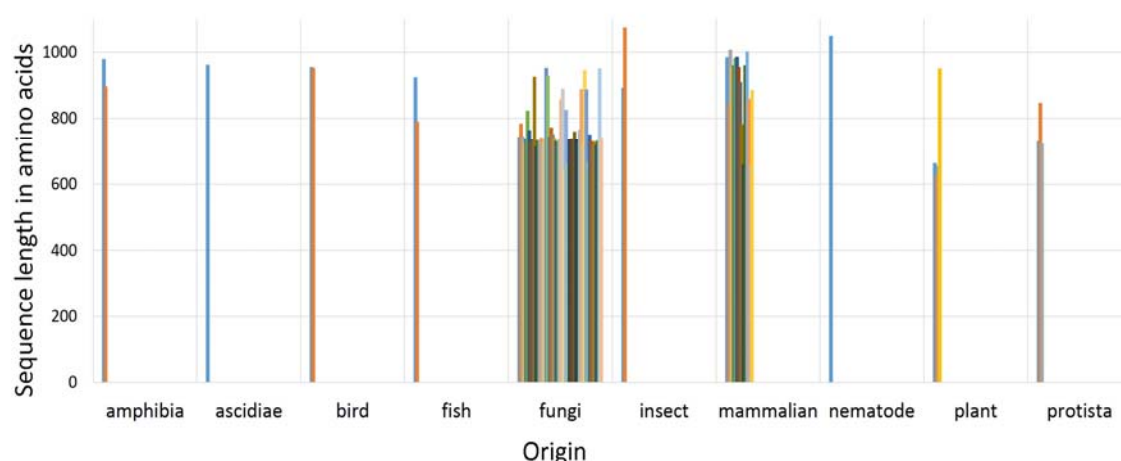 Sequence length in amino acids
1000
800
600
400
200
0
amphibia ascidiae bird fish fungi insect mammalian nematode plant protista
Origin